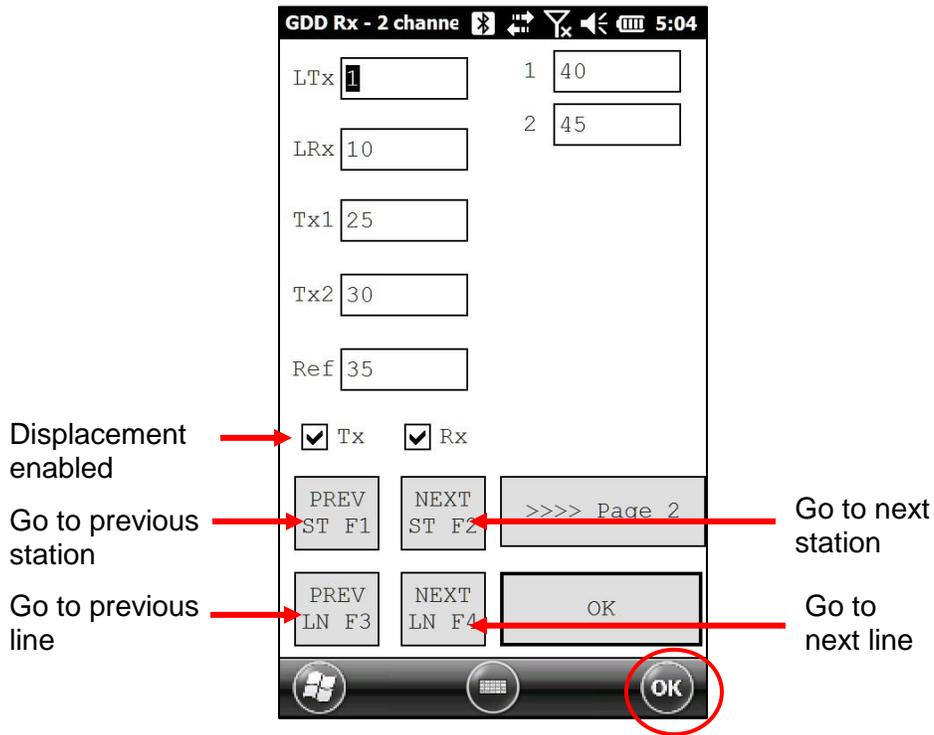 GDD Rx - 2 channe 5:04
LTx 1
1 40
2 45
LRx 10
Tx1 25
Tx2 30
Ref 35
Displacement
enabled
Tx Rx
PREV
ST F1
NEXT
ST F2
>>>> Page 2
Go to previous
station
Go to next
station
PREV
LN F3
NEXT
LN F4
OK
Go to previous
line
Go to
next line
OK